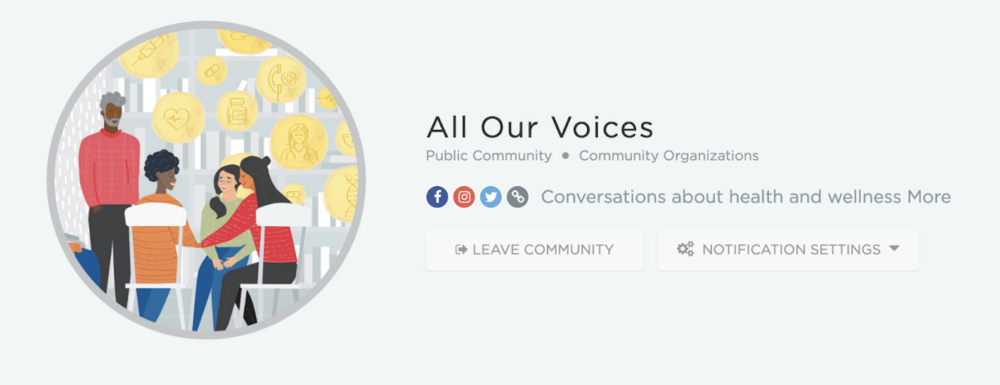 All Our Voices
Public Community • Community Organizations
Conversations about health and wellness More
LEAVE COMMUNITY
NOTIFICATION SETTINGS